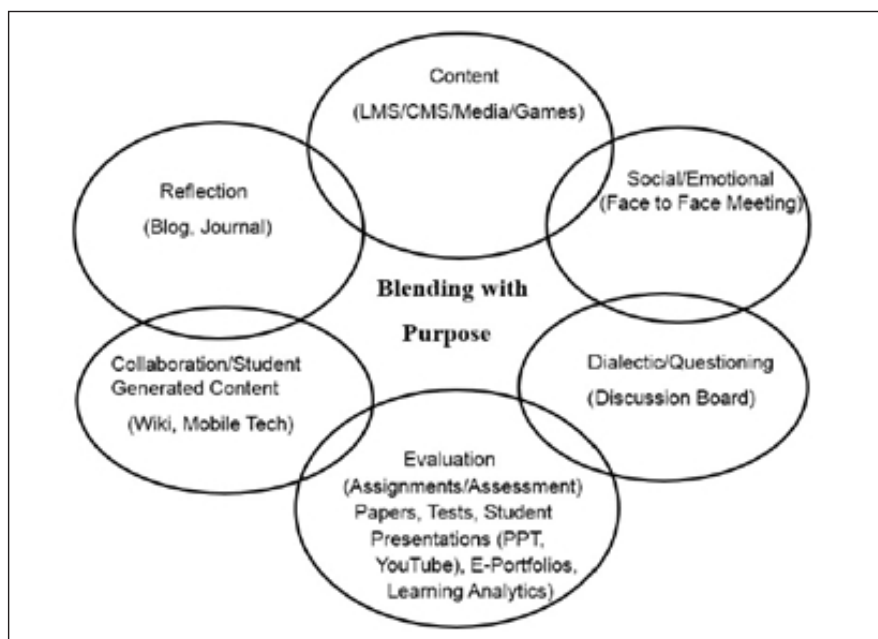 Content
(LMS/CMS/Media/Games)
Social/Emotional
(Face to Face Meeting)
Reflection
(Blog, Journal)
Blending with
Purpose
Dialectic/Questioning
(Discussion Board)
Collaboration/Student
Generated Content
(Wiki, Mobile Tech)
Evaluation
(Assignments/Assessment)
Papers, Tests, Student
Presentations (PPT,
YouTube), E-Portfolios,
Learning Analytics)